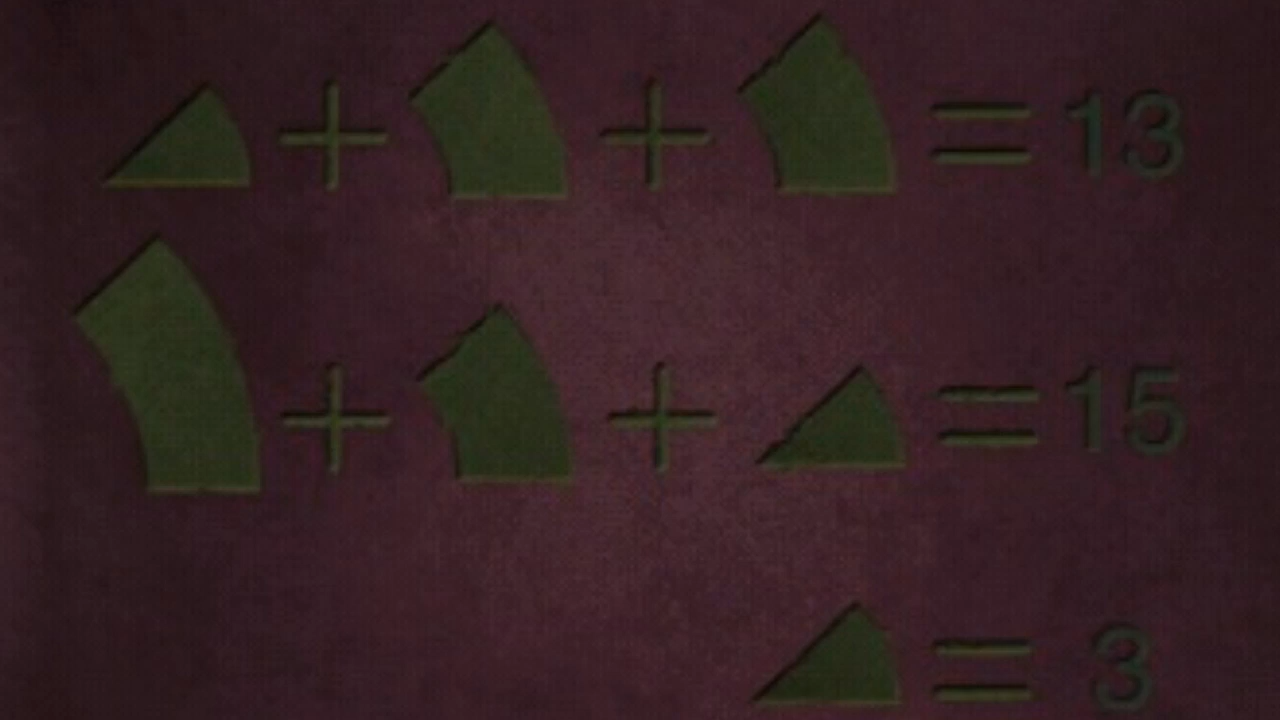 + + = 13
+ + = 15
= 3